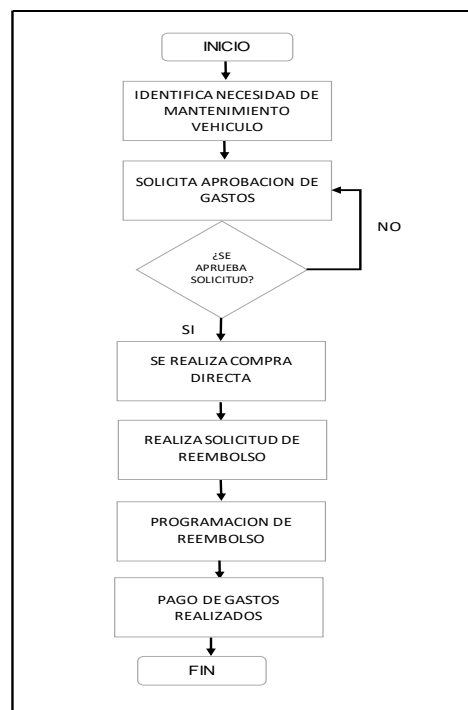 INICIO
IDENTIFICA NECESIDAD DE
MANTENIMIENTO
VEHICULO
SOLICITA APROBACION DE
GASTOS
NO
¿SE
APRUEBA
SOLICITUD?
SI
SE REALIZA COMPRA
DIRECTA
REALIZA SOLICITUD DE
REEMBOLSO
PROGRAMACION DE
REEMBOLSO
PAGO DE GASTOS
REALIZADOS
FIN